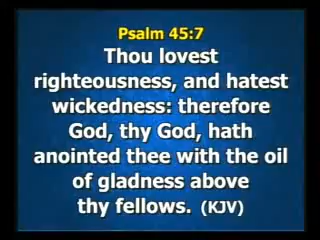 Psalm 45:7
Thou lovest
righteousness, and hatest
wickedness: therefore
God, thy God, hath
anointed thee with the oil
of gladness above
thy fellows. (KJV)